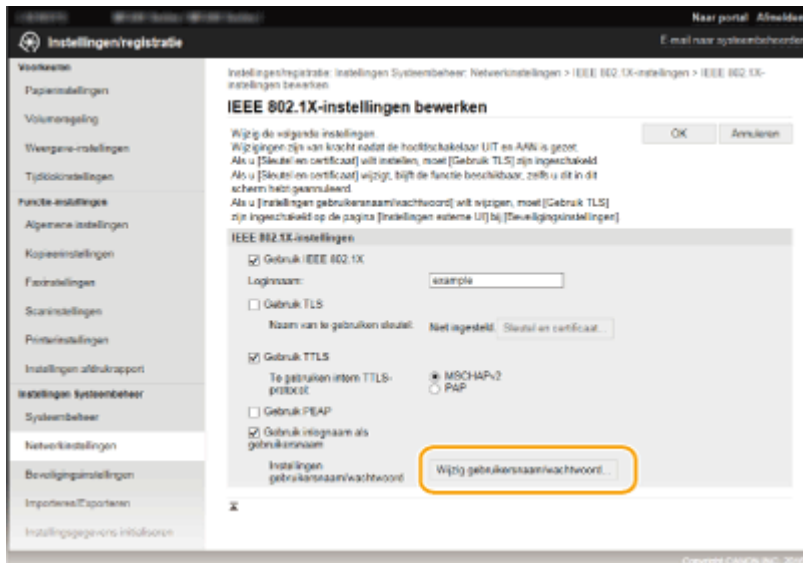 Naar portal Afmelden
Instellingen/registratie
E-mail naar systeembeheerder
Voorkeuren
Papierinstellingen
Volumeregeling
Weergave-instellingen
Tijdklokinstellingen
Functie-instellingen
Algemene instellingen
Kopieerinstellingen
Faxinstellingen
Scaninstellingen
Printerinstellingen
Instellingen afdrukrapport
Instellingen Systeembeheer
Systeembeheer
Netwerkinstellingen
Beveiligingsinstellingen
Importeren/Exporteren
Instellingsgegevens initialiseren
Instellingen/registratie: Instellingen Systeembeheer: Netwerkinstellingen > IEEE 802.1X-instellingen > IEEE 802.1X-
instellingen bewerken
IEEE 802.1X-instellingen bewerken
Wijzig de volgende instellingen.
Wijzigingen zijn van kracht nadat de hoofdschakelaar UIT en AAN is gezet.
Als u [Sleutel en certificaat] wilt instellen, moet [Gebruik TLS] zijn ingeschakeld.
Als u [Sleutel en certificaat] wijzigt, blijft de functie beschikbaar, zelfs u dit in dit
scherm hebt geannuleerd.
Als u [Instellingen gebruikersnaam/wachtwoord] wilt wijzigen, moet [Gebruik TLS]
zijn ingeschakeld op de pagina [Instellingen externe UI] bij [Beveiligingsinstellingen]
OK Annuleren
IEEE 802.1X-instellingen
Gebruik IEEE 802.1X
Loginnaam: example
Gebruik TLS
Naam van te gebruiken sleutel: Niet ingesteld. Sleutel en certificaat...
Gebruik TTLS
Te gebruiken intern TTLS-
protocol:
MSCHAPv2
PAP
Gebruik PEAP
Gebruik inlognaam als
gebruikersnaam
Instellingen
gebruikersnaam/wachtwoord
Wijzig gebruikersnaam/wachtwoord...
Copyright CANON INC.